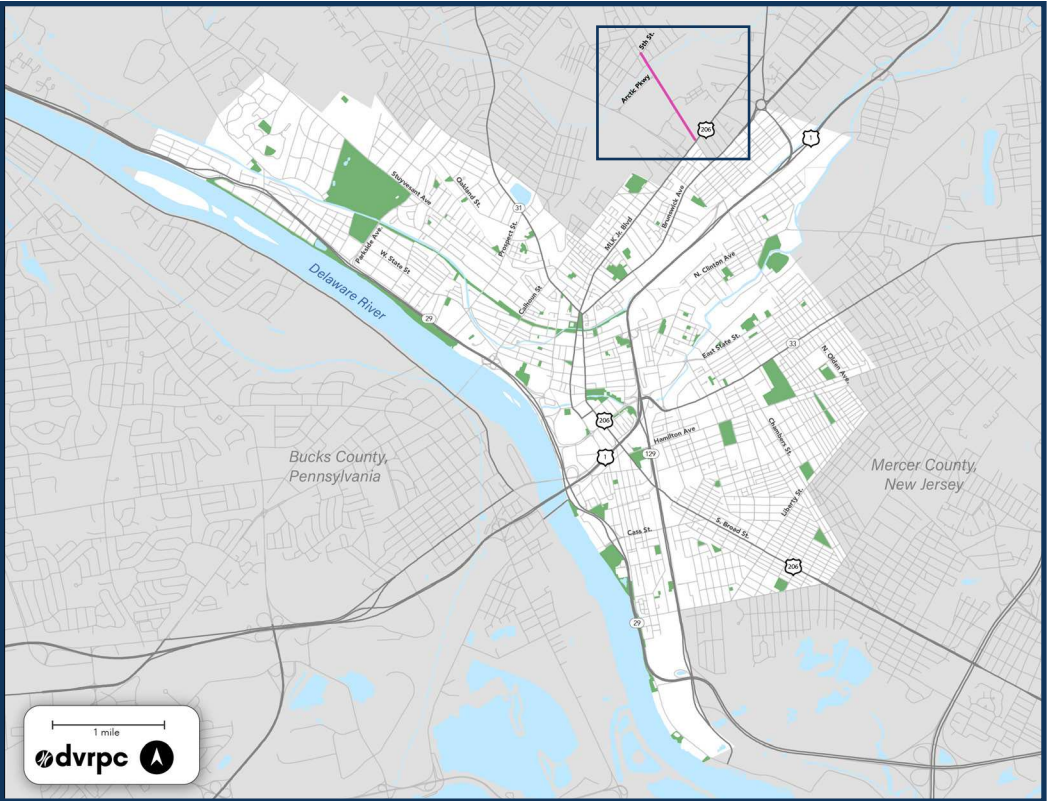 5th St.
Arctic Pkwy
206
1
Stuyvesant Ave
Oakland St.
31
Prospect St.
MLK Jr. Blvd
Brunswick Ave
Parkside Ave.
W. State St.
N. Clinton Ave
Delaware River
Calhoun St
29
East State St.
33
N. Olden Ave.
206
Hamilton Ave
Chambers St.
1
129
Bucks County,
Pennsylvania
Mercer County,
New Jersey
Liberty St.
S. Broad St.
Cass St.
206
29
1 mile
dvrpc